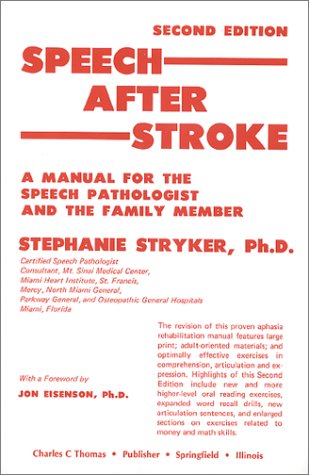 SECOND EDITION
SPEECH
AFTER
STROKE
A MANUAL FOR THE
SPEECH PATHOLOGIST
AND THE FAMILY MEMBER
STEPHANIE STRYKER, Ph.D.
Certified Speech Pathologist
Consultant, Mt. Sinai Medical Center,
Miami Heart Institute, St. Francis,
Mercy, North Miami General,
Parkway General, and Osteopathic General Hospitals
Miami, Florida
The revision of this proven aphasia
rehabilitation manual features large
print; adult-oriented materials; and
optimally effective exercises in
comprehension, articulation and ex-
pression. Highlights of this Second
Edition include new and more
higher-level oral reading exercises,
expanded word recall drills, new
articulation sentences, and enlarged
sections on exercises related to
money and math skills.
With a Foreword by
JON EISENSON, Ph.D.
Charles C Thomas • Publisher • Springfield • Illinois